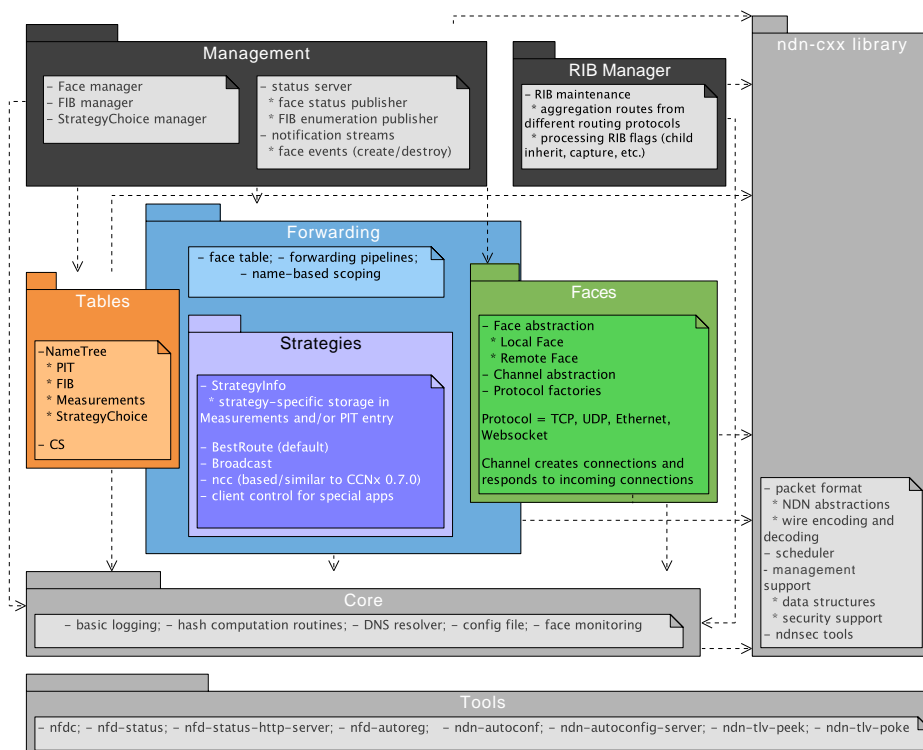 Management
- Face manager
- FIB manager
- StrategyChoice manager
- status server
* face status publisher
* FIB enumeration publisher
- notification streams
* face events (create/destroy)
RIB Manager
- RIB maintenance
* aggregation routes from
different routing protocols
* processing RIB flags (child
inherit, capture, etc.)
ndn-cxx library
- packet format
* NDN abstractions
* wire encoding and
decoding
- scheduler
- management
support
* data structures
* security support
- ndnsec tools
Forwarding
- face table; - forwarding pipelines;
- name-based scoping
Tables
-NameTree
* PIT
* FIB
* Measurements
* StrategyChoice
- CS
Strategies
- StrategyInfo
* strategy-specific storage in
Measurements and/or PIT entry
- BestRoute (default)
- Broadcast
- ncc (based/similar to CCNx 0.7.0)
- client control for special apps
Faces
- Face abstraction
* Local Face
* Remote Face
- Channel abstraction
- Protocol factories
Protocol = TCP, UDP, Ethernet,
Websocket
Channel creates connections and
responds to incoming connections
Core
- basic logging; - hash computation routines; - DNS resolver; - config file; - face monitoring
Tools
- nfdc; - nfd-status; - nfd-status-http-server; - nfd-autoreg; - ndn-autoconf; - ndn-autoconfig-server; - ndn-tlv-peek; - ndn-tlv-poke